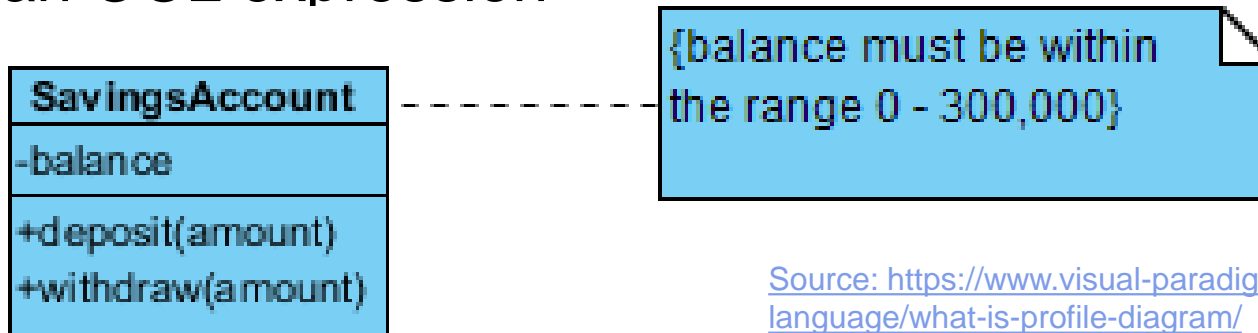 SavingsAccount
-balance
+deposit(amount)
+withdraw(amount)
{balance must be within
the range 0 - 300,000}
Source: https://www.visual-paradig
language/what-is-profile-diagram/